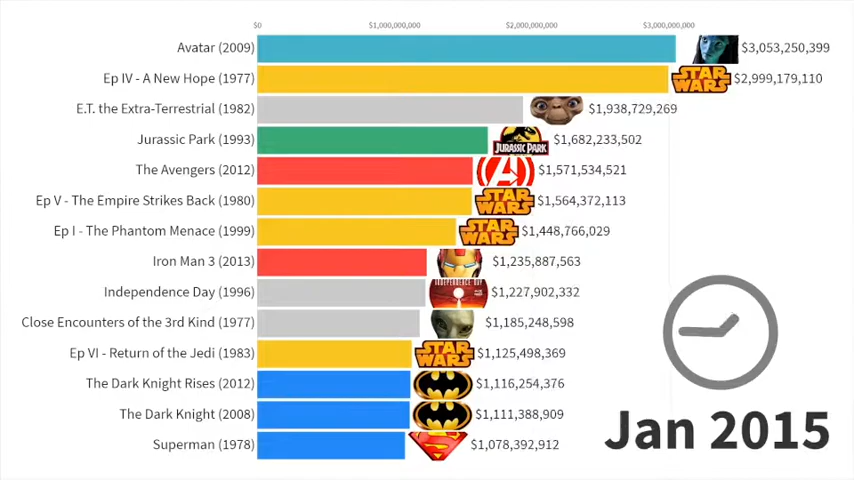 $0 $1,000,000,000 $2,000,000,000 $3,000,000,000
Avatar (2009) $3,053,250,399
Ep IV - A New Hope (1977) STAR WARS $2,999,179,110
E.T. the Extra-Terrestrial (1982) $1,938,729,269
Jurassic Park (1993) JURASSIC PARK $1,682,233,502
The Avengers (2012) $1,571,534,521
Ep V - The Empire Strikes Back (1980) STAR WARS $1,564,372,113
Ep I - The Phantom Menace (1999) STAR WARS $1,448,766,029
Iron Man 3 (2013) $1,235,887,563
Independence Day (1996) INDEPENDENCE DAY $1,227,902,332
Close Encounters of the 3rd Kind (1977) $1,185,248,598
Ep VI - Return of the Jedi (1983) STAR WARS $1,125,498,369
The Dark Knight Rises (2012) $1,116,254,376
The Dark Knight (2008) $1,111,388,909
Superman (1978) $1,078,392,912
Jan 2015